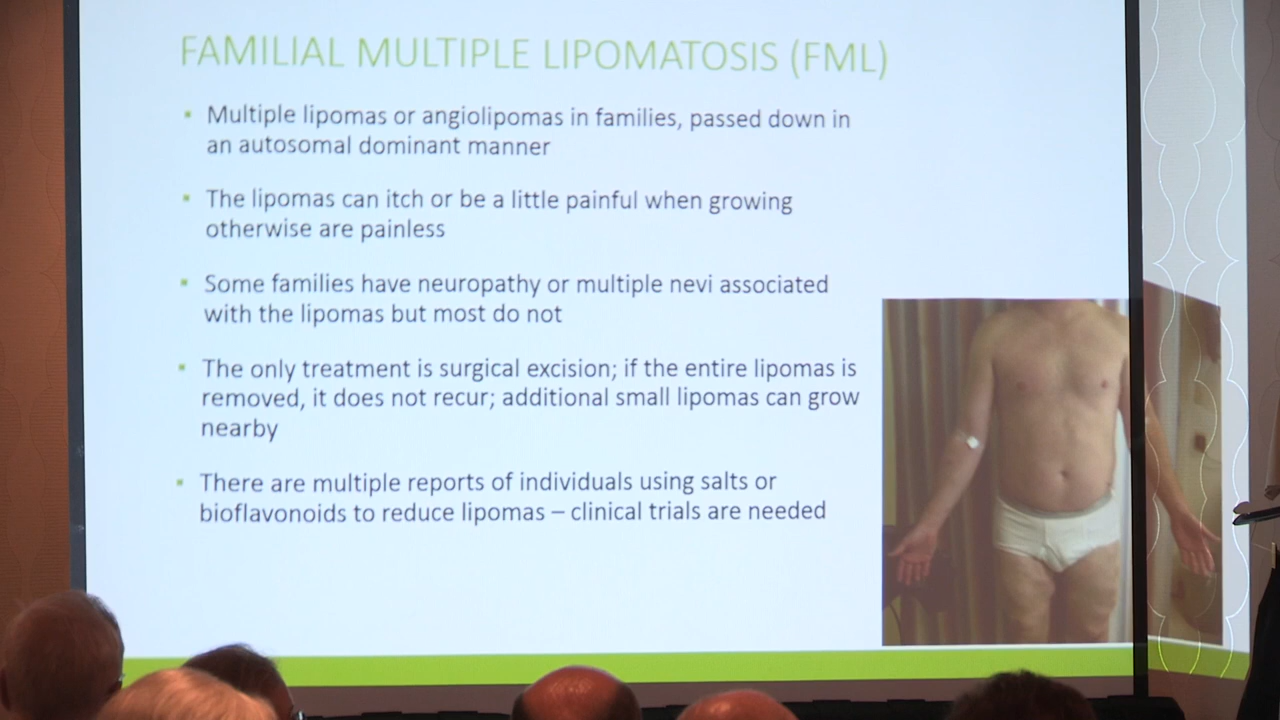 FAMILIAL MULTIPLE LIPOMATOSIS (FML)
Multiple lipomas or angiolipomas in families, passed down in
an autosomal dominant manner
The lipomas can itch or be a little painful when growing
otherwise are painless
Some families have neuropathy or multiple nevi associated
with the lipomas but most do not
The only treatment is surgical excision; if the entire lipomas is
removed, it does not recur; additional small lipomas can grow
nearby
There are multiple reports of individuals using salts or
bioflavonoids to reduce lipomas – clinical trials are needed